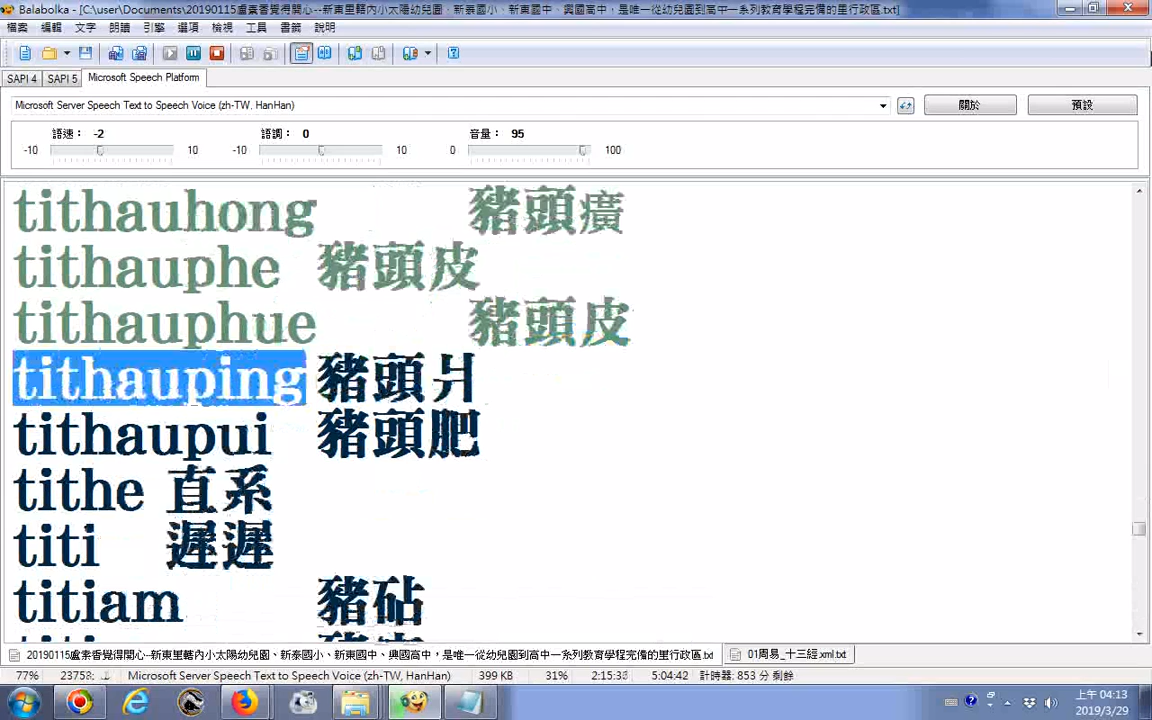 Balabolka - [C:\user\Documents\20190115盧素香覺得開心--新東里轄內小太陽幼兒園、新泰國小、新東國中、興國高中，是唯一從幼兒園到高中一系列教育學程完備的里行政區.txt]
檔案 編輯 文字 朗讀 引擎 選項 檢視 工具 書籤 說明
SAPI 4 SAPI 5 Microsoft Speech Platform
Microsoft Server Speech Text to Speech Voice (zh-TW, HanHan) 關於 預設
語速： -2 語調： 0 音量： 95
-10 10 -10 10 0 100
tithauhong 豬頭癀
tithauphe 豬頭皮
tithauphue 豬頭皮
tithauping 豬頭爿
tithaupui 豬頭肥
tithe 直系
titi 遲遲
titiam 豬砧
20190115盧素香覺得開心--新東里轄內小太陽幼兒園、新泰國小、新東國中、興國高中，是唯一從幼兒園到高中一系列教育學程完備的里行政區.txt 01周易_十三經.xml.txt
77% Microsoft Server Speech Text to Speech Voice (zh-TW, HanHan) 399 KB 31% 5:04:42 計時器: 853 分 剩餘
上午 04:13
2019/3/29